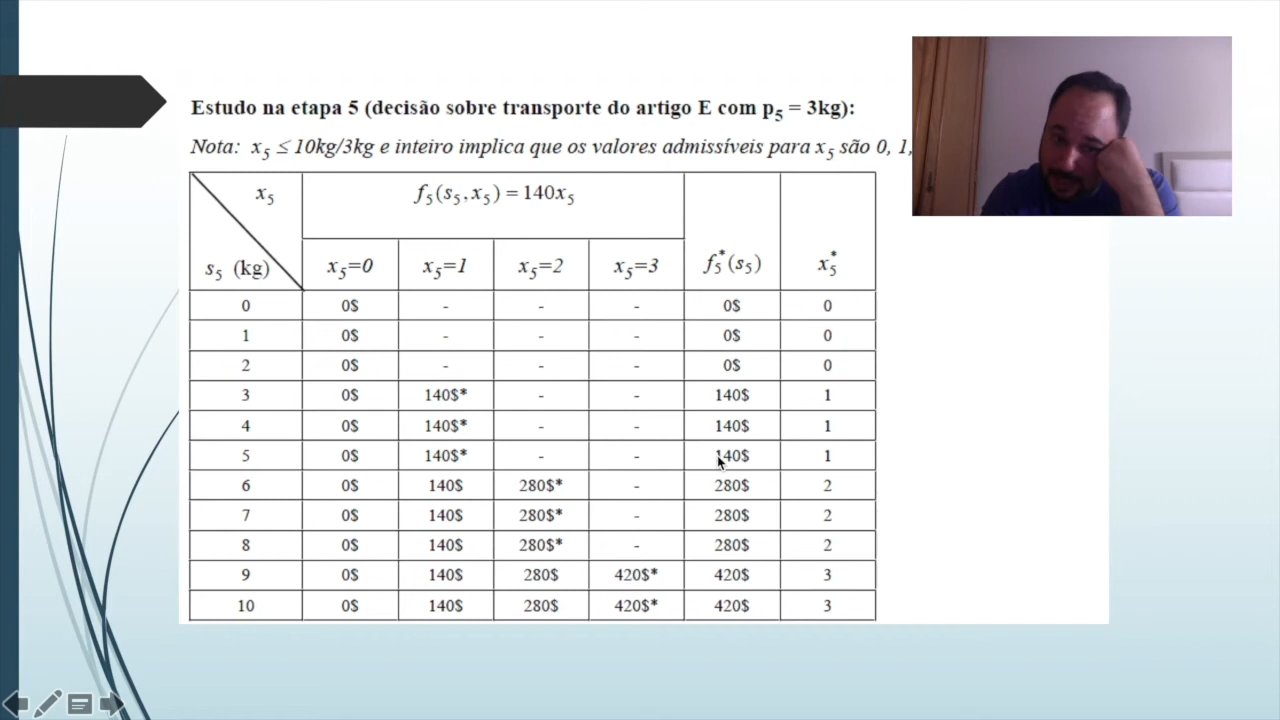 Estudo na etapa 5 (decisão sobre transporte do artigo E com p5 = 3kg):
Nota: x5 ≤ 10kg/3kg e inteiro implica que os valores admissíveis para x5 são 0, 1,
x5 f5(s5, x5) = 140x5
s5 (kg) x5=0 x5=1 x5=2 x5=3 f5*(s5) x5*
0 0$ - - - 0$ 0
1 0$ - - - 0$ 0
2 0$ - - - 0$ 0
3 0$ 140$* - - 140$ 1
4 0$ 140$* - - 140$ 1
5 0$ 140$* - - 140$ 1
6 0$ 140$ 280$* - 280$ 2
7 0$ 140$ 280$* - 280$ 2
8 0$ 140$ 280$* - 280$ 2
9 0$ 140$ 280$ 420$* 420$ 3
10 0$ 140$ 280$ 420$* 420$ 3